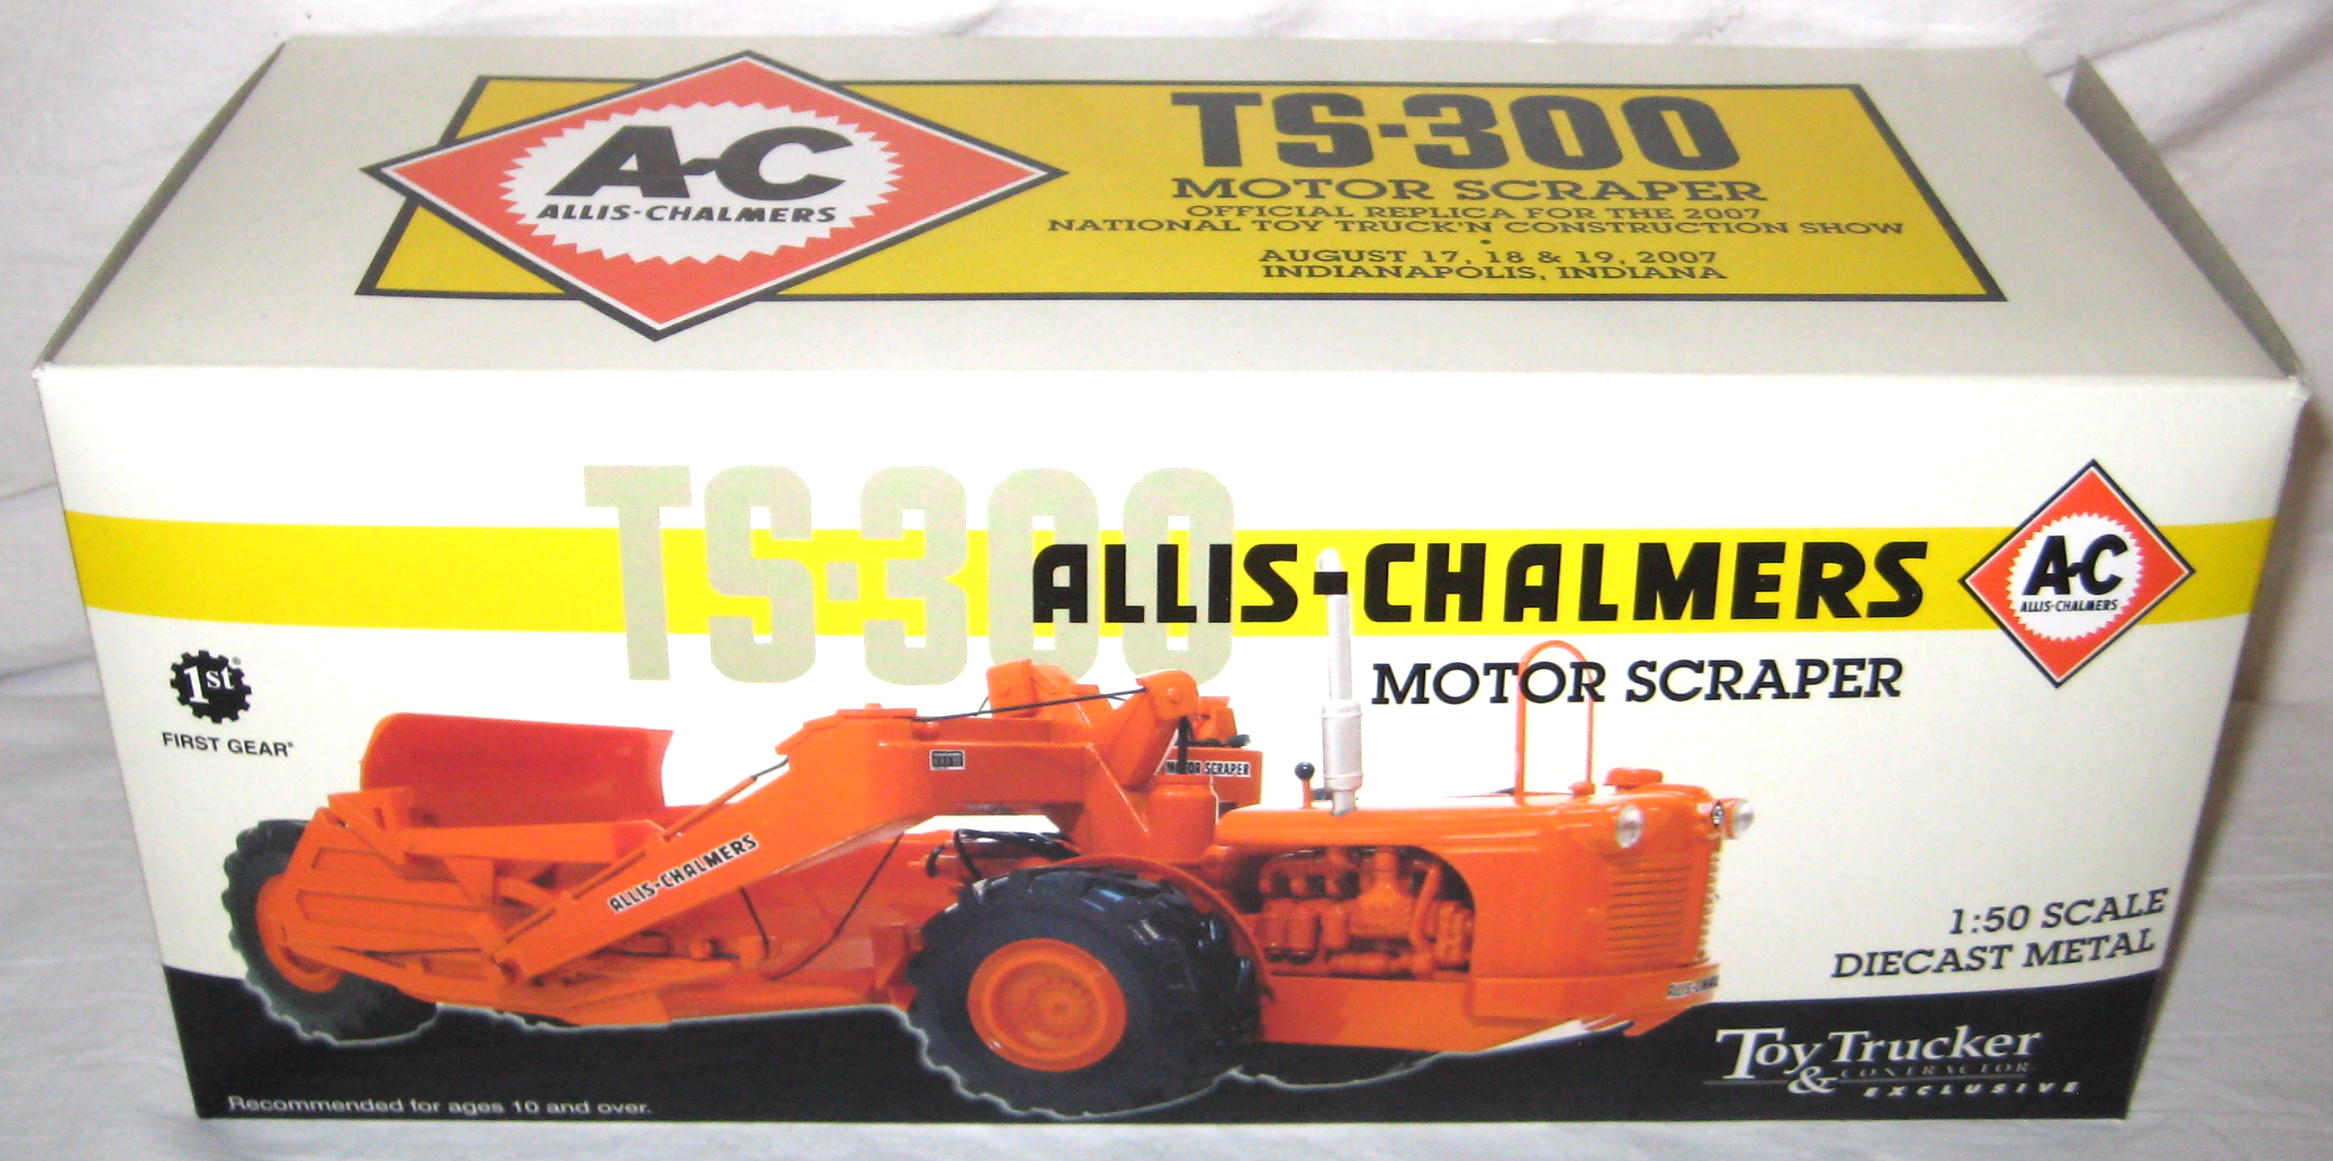 A-C
ALLIS-CHALMERS
TS-300
MOTOR SCRAPER
OFFICIAL REPLICA FOR THE 2007
NATIONAL TOY TRUCK'N CONSTRUCTION SHOW
•
AUGUST 17, 18 & 19, 2007
INDIANAPOLIS, INDIANA
TS-300
ALLIS-CHALMERS
A-C
ALLIS-CHALMERS
MOTOR SCRAPER
1st®
FIRST GEAR®
MOTOR SCRAPER
ALLIS-CHALMERS
ALLIS-CHAL
1:50 SCALE
DIECAST METAL
Toy Trucker
& CONTRACTOR
EXCLUSIVE
Recommended for ages 10 and over.